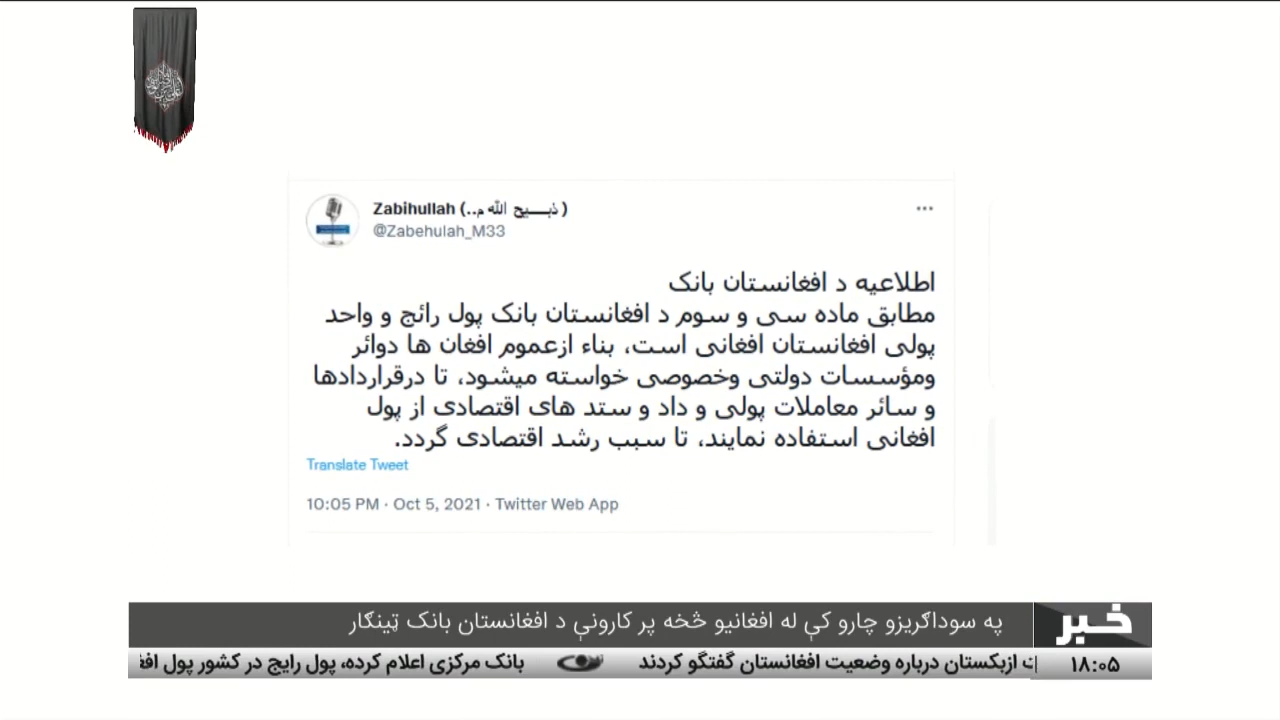 Zabihullah (..ذبـــیح الله م)
@Zabehulah_M33
اطلاعیه د افغانستان بانک
مطابق ماده سی و سوم د افغانستان بانک پول رائج و واحد
پولی افغانستان افغانی است، بناء ازعموم افغان ها دوائر
ومؤسسات دولتی وخصوصی خواسته میشود، تا درقراردادها
و سائر معاملات پولی و داد و ستد های اقتصادی از پول
افغانی استفاده نمایند، تا سبب رشد اقتصادی گردد.
Translate Tweet
10:05 PM · Oct 5, 2021 · Twitter Web App
خبر
په سوداګریزو چارو کې له افغانیو څخه پر کارونې د افغانستان بانک ټینګار
۱۸:۰۵
ازبکستان درباره وضعیت افغانستان گفتگو کردند
بانک مرکزی اعلام کرده، پول رایج در کشور پول